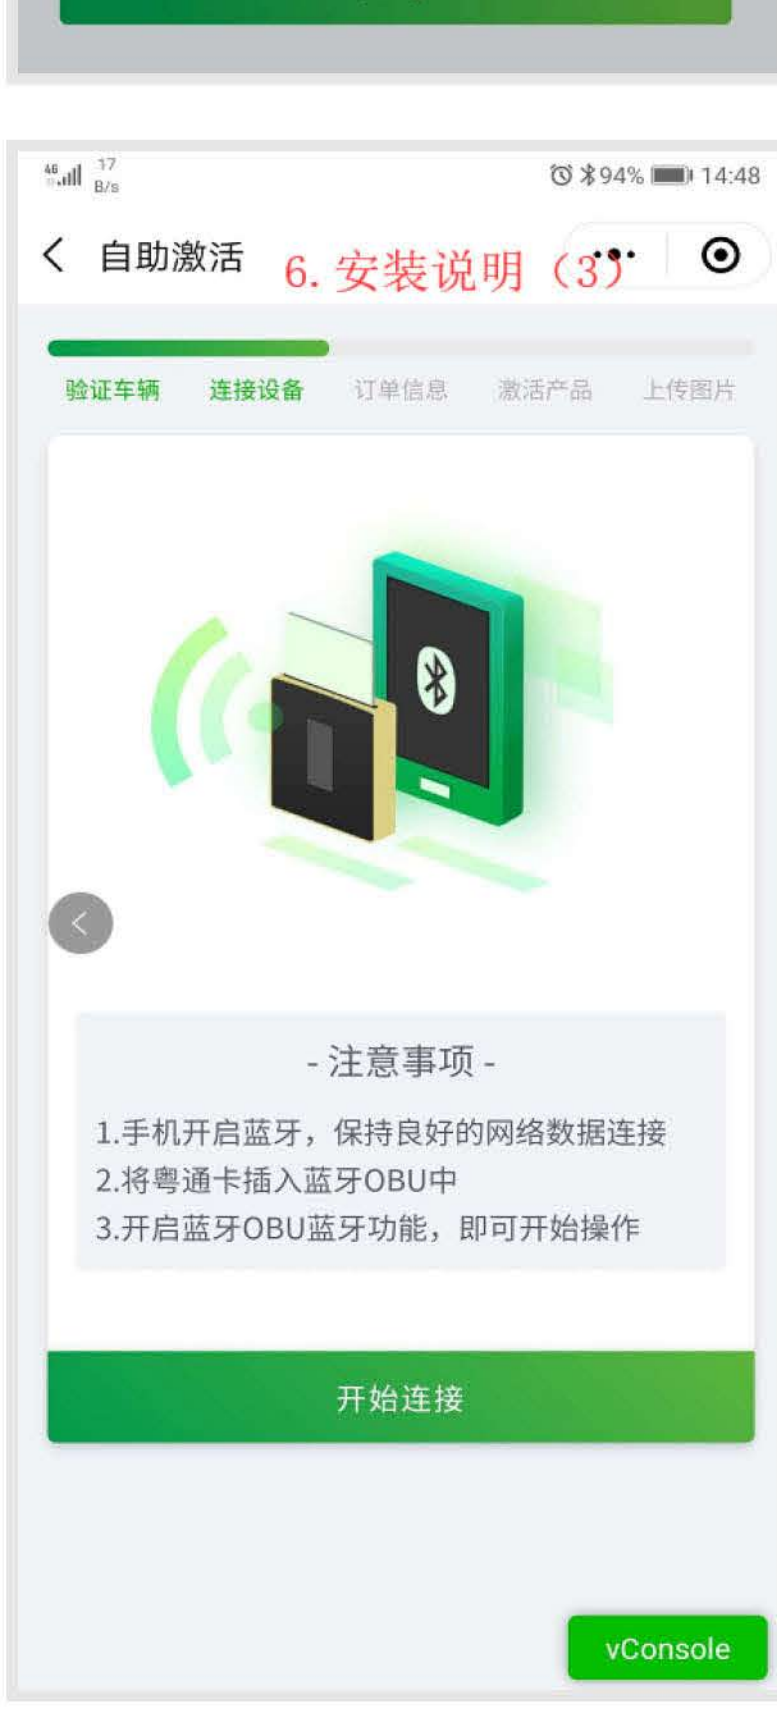 46 17
B/s
94% 14:48
自助激活
6. 安装说明（3）
验证车辆 连接设备 订单信息 激活产品 上传图片
- 注意事项 -
1.手机开启蓝牙，保持良好的网络数据连接
2.将粤通卡插入蓝牙OBU中
3.开启蓝牙OBU蓝牙功能，即可开始操作
开始连接
vConsole